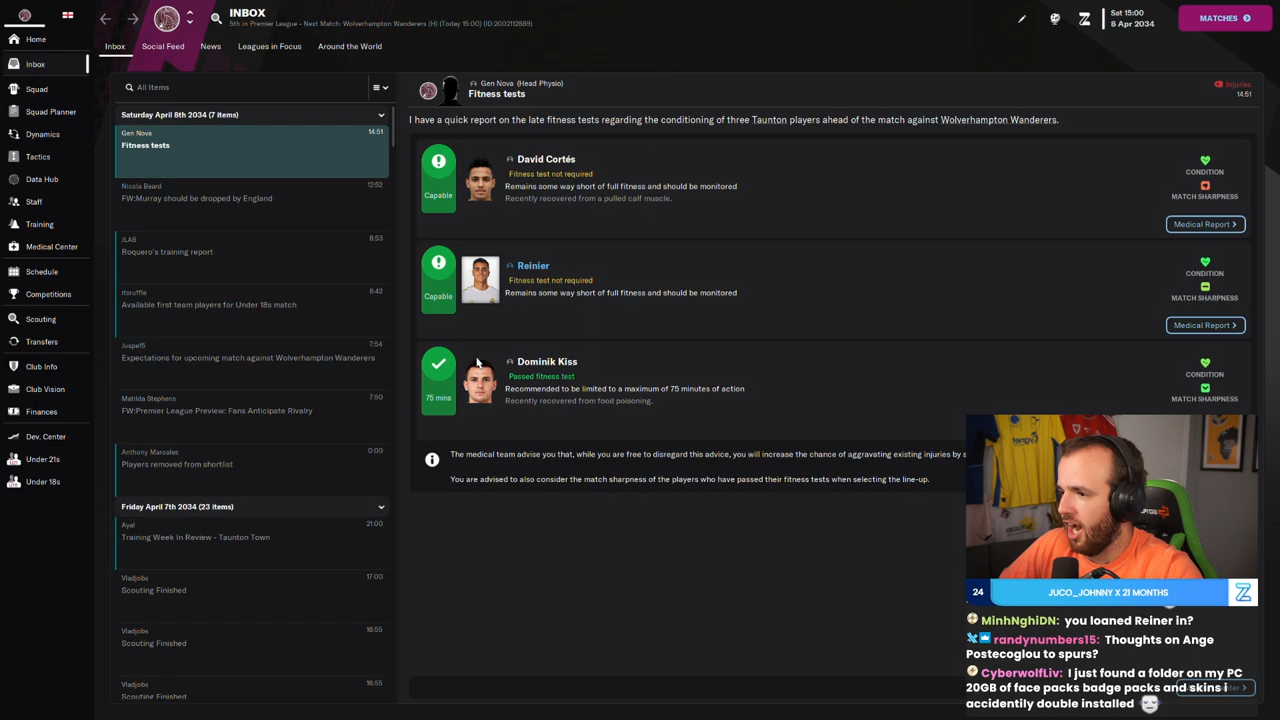 INBOX
5th in Premier League - Next Match: Wolverhampton Wanderers (H) (Today 15:00) (ID:2002112889)
Sat 15:00
8 Apr 2034
MATCHES
Inbox
Social Feed
News
Leagues in Focus
Around the World
Home
Inbox
Squad
Squad Planner
Dynamics
Tactics
Data Hub
Staff
Training
Medical Center
Schedule
Competitions
Scouting
Transfers
Club Info
Club Vision
Finances
Dev. Center
Under 21s
Under 18s
All Items
Saturday April 8th 2034 (7 items)
Gen Nova 14:51
Fitness tests
Nicola Beard 12:52
FW:Murray should be dropped by England
JLAB 8:53
Roquero's training report
itsruffle 8:42
Available first team players for Under 18s match
Juspe15 7:54
Expectations for upcoming match against Wolverhampton Wanderers
Matilda Stephens 7:50
FW:Premier League Preview: Fans Anticipate Rivalry
Anthony Maroales 0:00
Players removed from shortlist
Friday April 7th 2034 (23 items)
Ayal 21:00
Training Week In Review - Taunton Town
Vladjobs 17:00
Scouting Finished
Vladjobs 16:55
Scouting Finished
Vladjobs 16:55
Scouting Finished
Gen Nova (Head Physio)
Fitness tests
Injuries
14:51
I have a quick report on the late fitness tests regarding the conditioning of three Taunton players ahead of the match against Wolverhampton Wanderers.
Capable
David Cortés
Fitness test not required
Remains some way short of full fitness and should be monitored
Recently recovered from a pulled calf muscle.
CONDITION
MATCH SHARPNESS
Medical Report
Capable
Reinier
Fitness test not required
Remains some way short of full fitness and should be monitored
CONDITION
MATCH SHARPNESS
Medical Report
75 mins
Dominik Kiss
Passed fitness test
Recommended to be limited to a maximum of 75 minutes of action
Recently recovered from food poisoning.
CONDITION
MATCH SHARPNESS
The medical team advise you that, while you are free to disregard this advice, you will increase the chance of aggravating existing injuries by s
You are advised to also consider the match sharpness of the players who have passed their fitness tests when selecting the line-up.
24 JUCO_JOHNNY X 21 MONTHS
MinhNghiDN: you loaned Reiner in?
randynumbers15: Thoughts on Ange
Postecoglou to spurs?
CyberwolfLiv: I just found a folder on my PC
20GB of face packs badge packs and skins i
accidently double installed